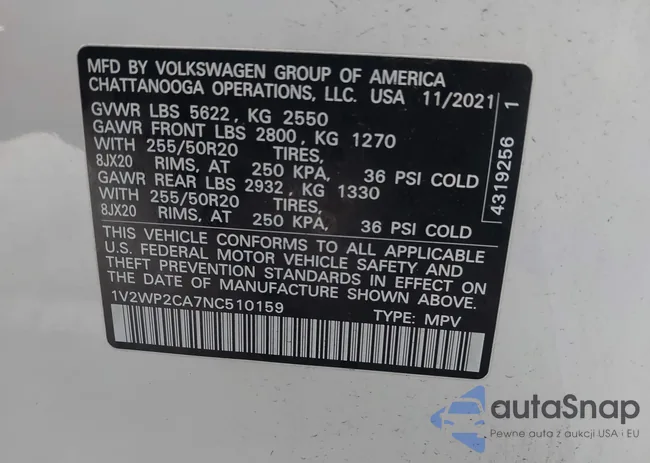 MFD BY VOLKSWAGEN GROUP OF AMERICA
CHATTANOOGA OPERATIONS, LLC. USA 11/2021
GVWR LBS 5622, KG 2550
GAWR FRONT LBS 2800, KG 1270
WITH 255/50R20 TIRES,
8JX20 RIMS, AT 250 KPA, 36 PSI COLD
GAWR REAR LBS 2932, KG 1330
WITH 255/50R20 TIRES,
8JX20 RIMS, AT 250 KPA, 36 PSI COLD
THIS VEHICLE CONFORMS TO ALL APPLICABLE
U.S. FEDERAL MOTOR VEHICLE SAFETY AND
THEFT PREVENTION STANDARDS IN EFFECT ON
THE DATE OF MANUFACTURE SHOWN ABOVE.
1V2WP2CA7NC510159 TYPE: MPV
4319256 1
autaSnap
Pewne auta z aukcji USA i EU